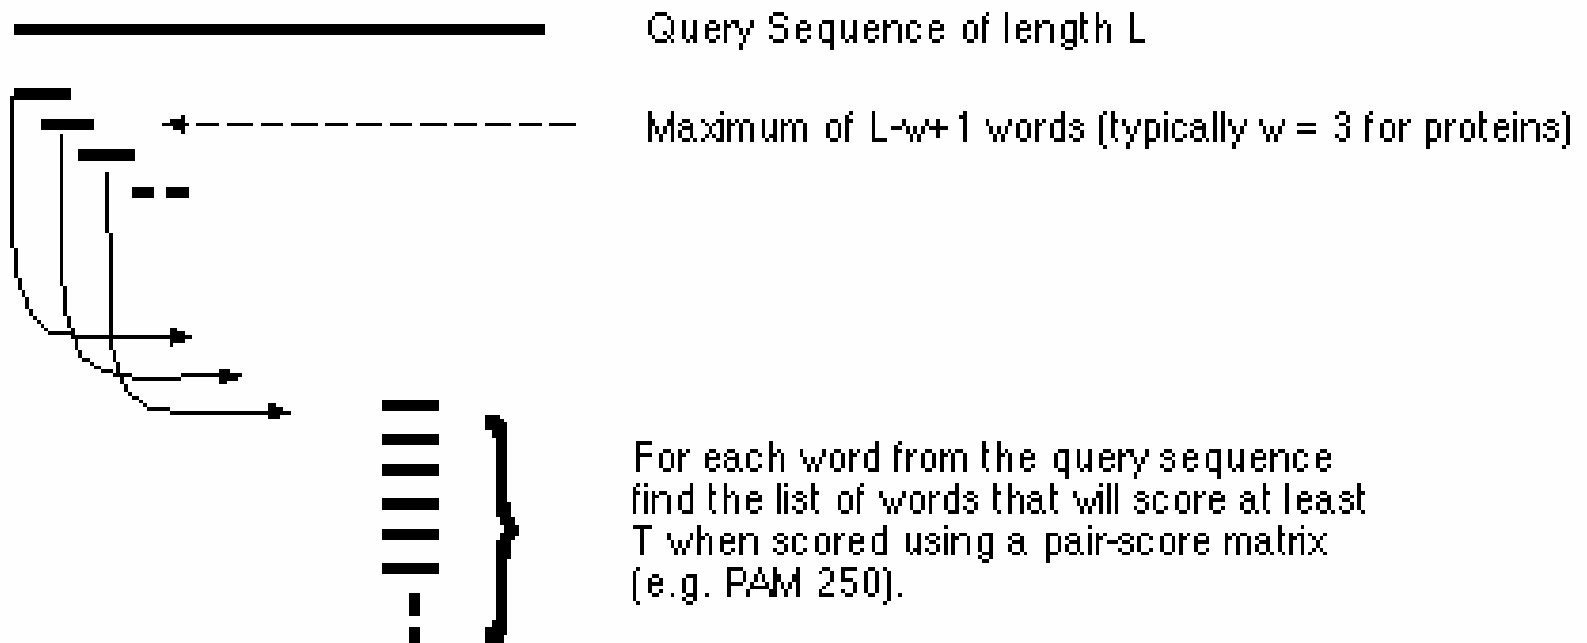 Query Sequence of length L
Maximum of L-w+1 words (typically w = 3 for proteins)
For each word from the query sequence
find the list of words that will score at least
T when scored using a pair-score matrix
(e.g. PAM 250).